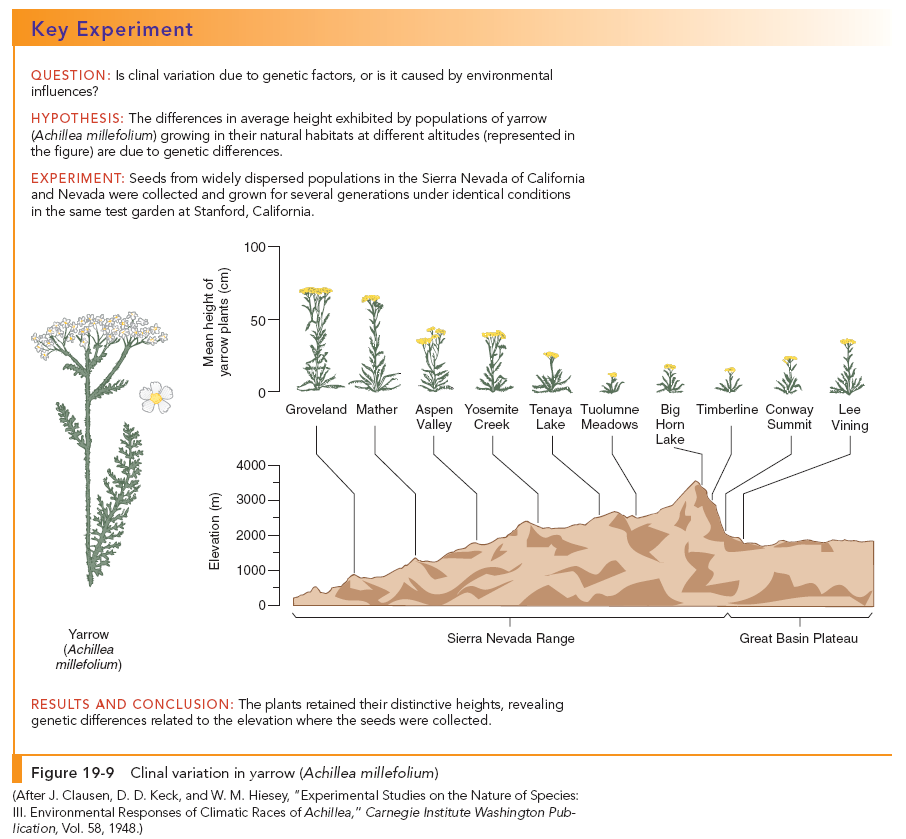 Key Experiment
QUESTION: Is clinal variation due to genetic factors, or is it caused by environmental
influences?
HYPOTHESIS: The differences in average height exhibited by populations of yarrow
(Achillea millefolium) growing in their natural habitats at different altitudes (represented in
the figure) are due to genetic differences.
EXPERIMENT: Seeds from widely dispersed populations in the Sierra Nevada of California
and Nevada were collected and grown for several generations under identical conditions
in the same test garden at Stanford, California.
Mean height of
yarrow plants (cm)
100
50
0
Groveland
Mather
Aspen
Valley
Yosemite
Creek
Tenaya
Lake
Tuolumne
Meadows
Big
Horn
Lake
Timberline
Conway
Summit
Lee
Vining
Elevation (m)
4000
3000
2000
1000
0
Sierra Nevada Range
Great Basin Plateau
Yarrow
(Achillea
millefolium)
RESULTS AND CONCLUSION: The plants retained their distinctive heights, revealing
genetic differences related to the elevation where the seeds were collected.
Figure 19-9 Clinal variation in yarrow (Achillea millefolium)
(After J. Clausen, D. D. Keck, and W. M. Hiesey, "Experimental Studies on the Nature of Species:
III. Environmental Responses of Climatic Races of Achillea," Carnegie Institute Washington Pub-
lication, Vol. 58, 1948.)